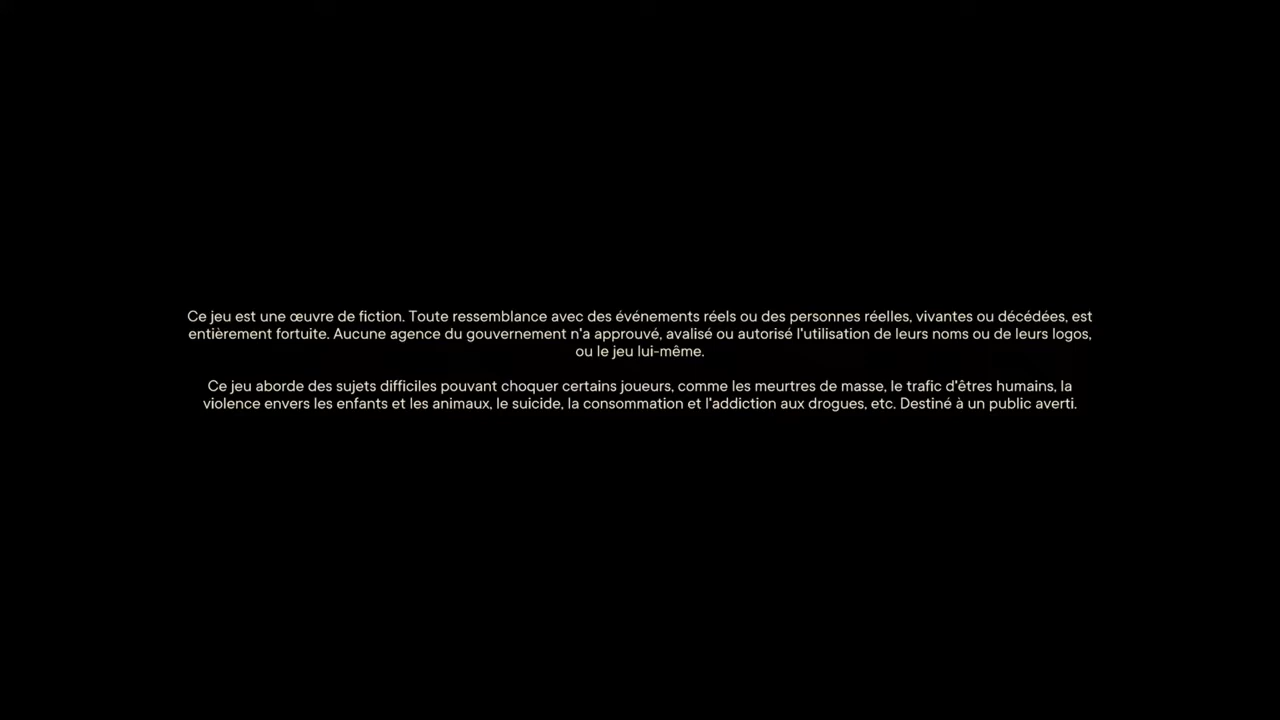 Ce jeu est une œuvre de fiction. Toute ressemblance avec des événements réels ou des personnes réelles, vivantes ou décédées, est
entièrement fortuite. Aucune agence du gouvernement n'a approuvé, avalisé ou autorisé l'utilisation de leurs noms ou de leurs logos,
ou le jeu lui-même.
Ce jeu aborde des sujets difficiles pouvant choquer certains joueurs, comme les meurtres de masse, le trafic d'êtres humains, la
violence envers les enfants et les animaux, le suicide, la consommation et l'addiction aux drogues, etc. Destiné à un public averti.